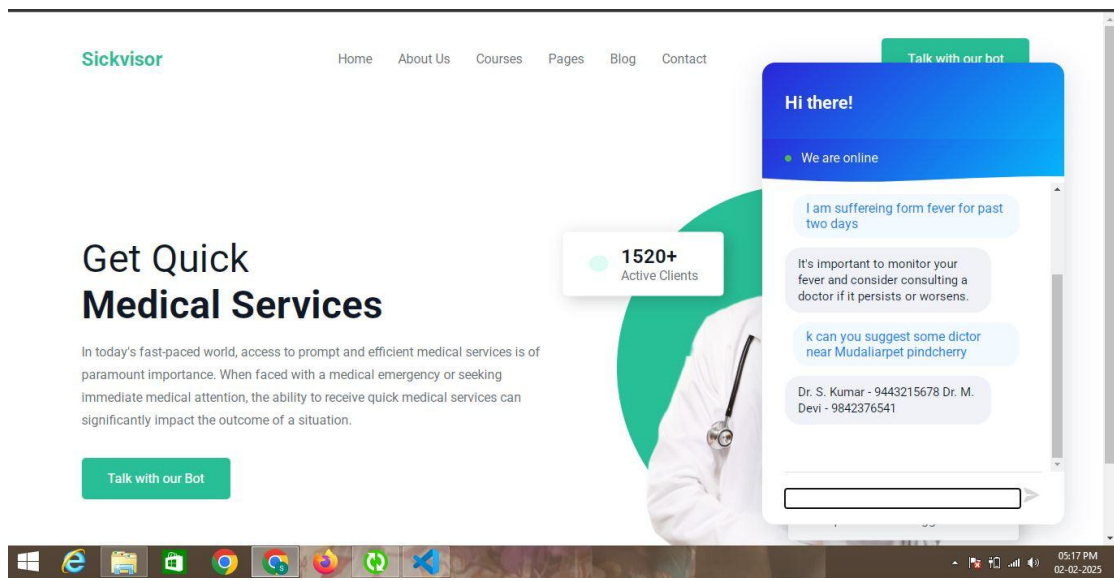 Sickvisor
Home About Us Courses Pages Blog Contact
Talk with our bot
Hi there!
We are online
I am suffereing form fever for past
two days
It's important to monitor your
fever and consider consulting a
doctor if it persists or worsens.
k can you suggest some dictor
near Mudaliarpet pindcherry
Dr. S. Kumar - 9443215678 Dr. M.
Devi - 9842376541
1520+
Active Clients
Get Quick
Medical Services
In today's fast-paced world, access to prompt and efficient medical services is of
paramount importance. When faced with a medical emergency or seeking
immediate medical attention, the ability to receive quick medical services can
significantly impact the outcome of a situation.
Talk with our Bot
05:17 PM
02-02-2025